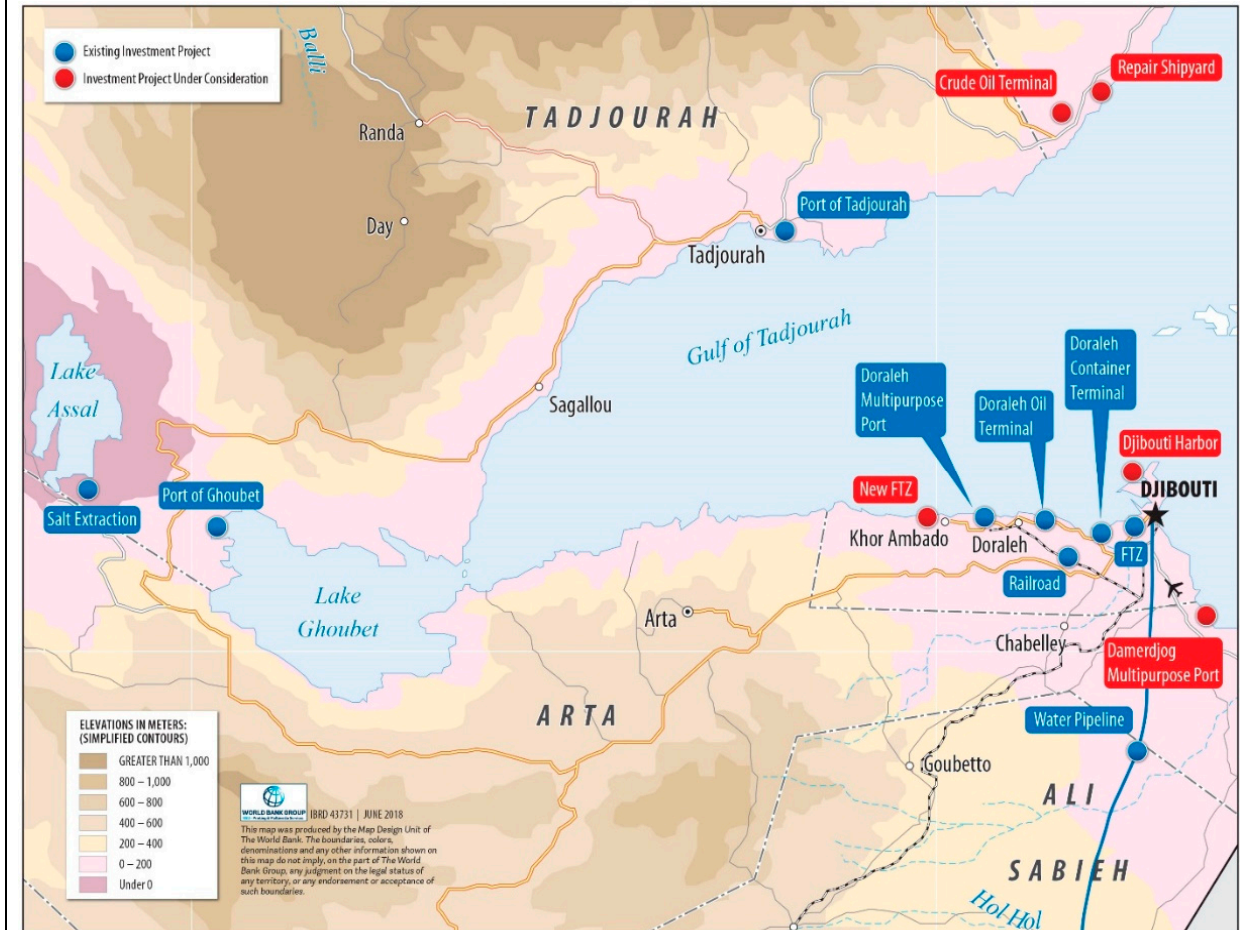 Existing Investment Project
Investment Project Under Consideration
Balli
Randa
TADJOURAH
Crude Oil Terminal
Repair Shipyard
Day
Port of Tadjourah
Tadjourah
Gulf of Tadjourah
Lake
Assal
Sagallou
Doraleh
Multipurpose
Port
Doraleh Oil
Terminal
Doraleh
Container
Terminal
Djibouti Harbor
DJIBOUTI
Salt Extraction
Port of Ghoubet
New FTZ
Khor Ambado
Doraleh
FTZ
Railroad
Lake
Ghoubet
Arta
Chabelley
Damerdjog
Multipurpose Port
ARTA
Water Pipeline
Goubetto
ALI
SABIEH
Hol-Hol
ELEVATIONS IN METERS:
(SIMPLIFIED CONTOURS)
GREATER THAN 1,000
800 – 1,000
600 – 800
400 – 600
200 – 400
0 – 200
Under 0
WORLD BANK GROUP
IBRD 43731 | JUNE 2018
This map was produced by the Map Design Unit of
The World Bank. The boundaries, colors,
denominations and any other information shown on
this map do not imply, on the part of The World
Bank Group, any judgment on the legal status of
any territory, or any endorsement or acceptance of
such boundaries.